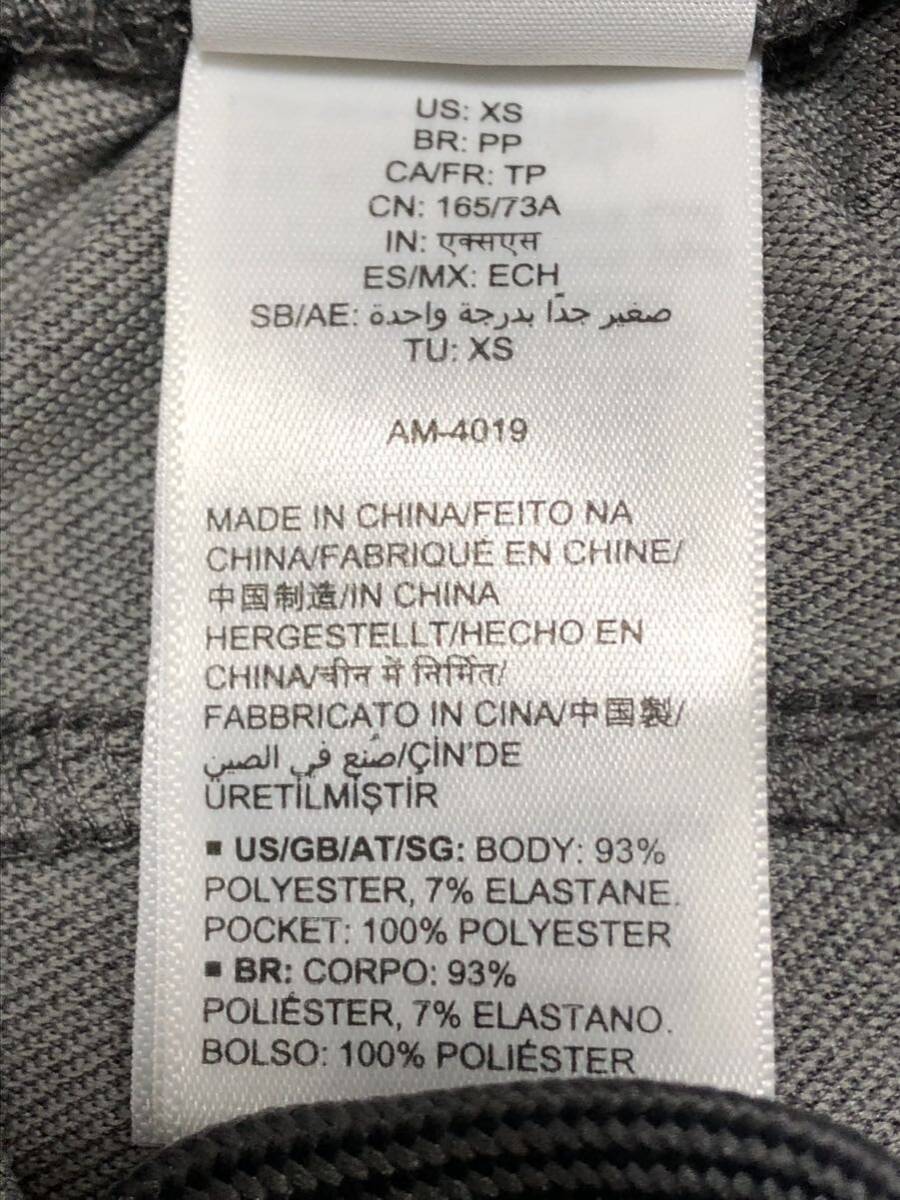 US: XS
BR: PP
CA/FR: TP
CN: 165/73A
IN: एक्सएस
ES/MX: ECH
SB/AE: صغير جدًا بدرجة واحدة
TU: XS
AM-4019
MADE IN CHINA/FEITO NA
CHINA/FABRIQUÉ EN CHINE/
中国制造/IN CHINA
HERGESTELLT/HECHO EN
CHINA/चीन में निर्मित/
FABBRICATO IN CINA/中国製/
صُنع في الصين/ÇİN'DE
ÜRETİLMİŞTİR
▪ US/GB/AT/SG: BODY: 93%
POLYESTER, 7% ELASTANE.
POCKET: 100% POLYESTER
▪ BR: CORPO: 93%
POLIÉSTER, 7% ELASTANO.
BOLSO: 100% POLIÉSTER